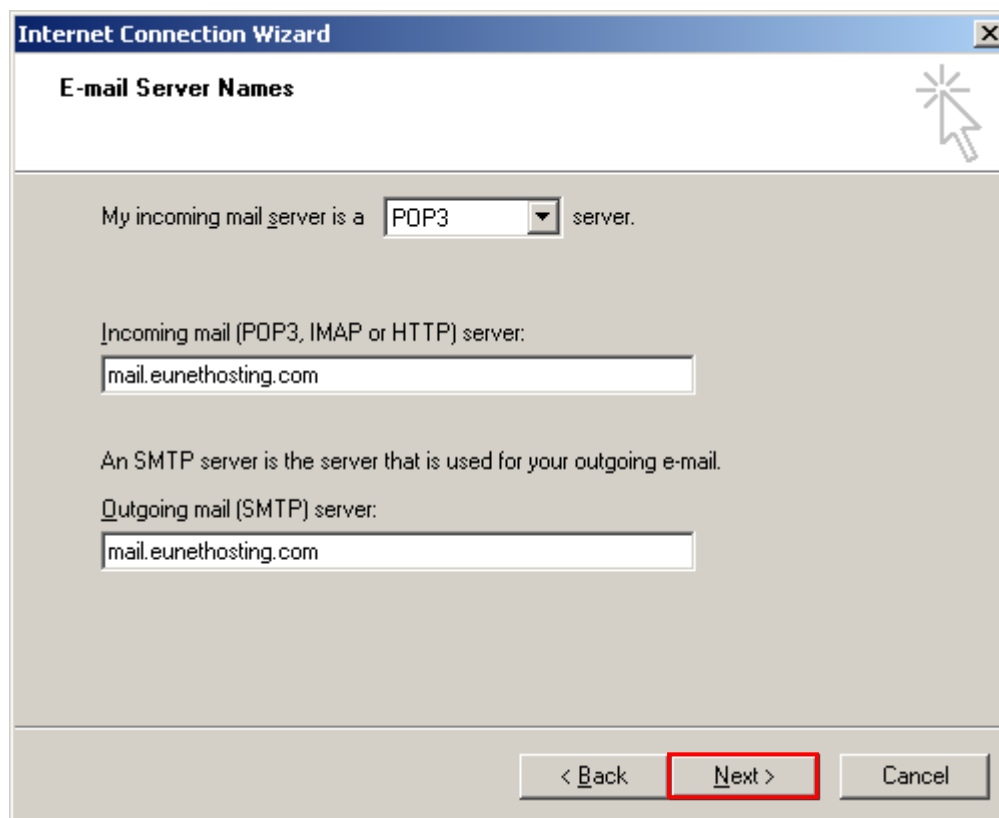 Internet Connection Wizard
E-mail Server Names
My incoming mail server is a POP3 server.
Incoming mail (POP3, IMAP or HTTP) server:
mail.eunethosting.com
An SMTP server is the server that is used for your outgoing e-mail.
Outgoing mail (SMTP) server:
mail.eunethosting.com
< Back Next > Cancel